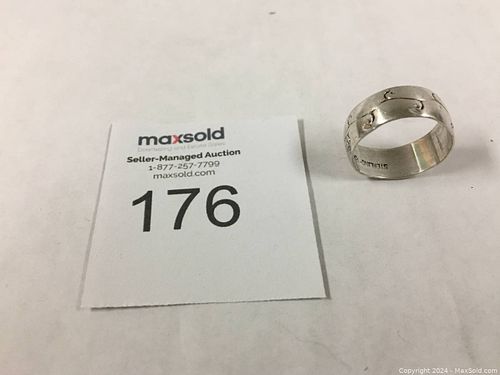 maxsold
Downsizing and Estate Sales
Seller-Managed Auction
1-877-257-7799
maxsold.com
176
STERLING
Copyright 2024 - MaxSold.com